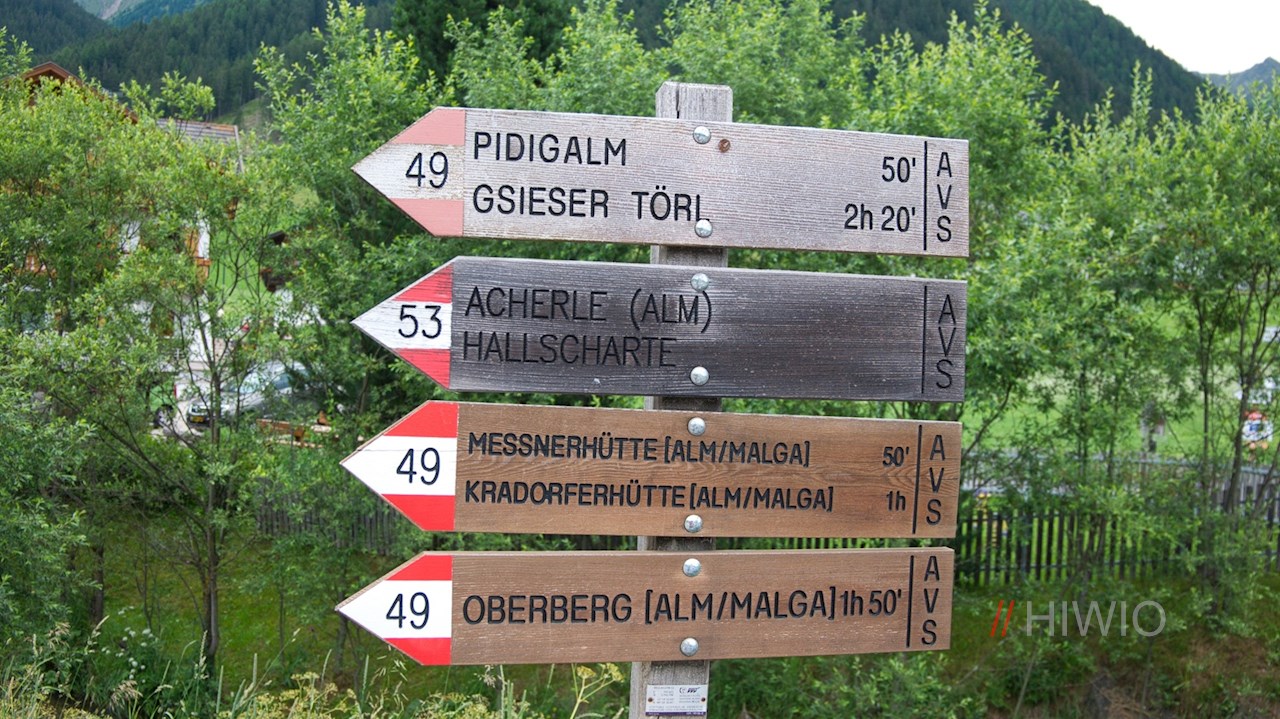 49
PIDIGALM 50'
GSIESER TÖRL 2h 20'
AVS
53
ACHERLE (ALM)
HALLSCHARTE
AVS
49
MESSNERHÜTTE [ALM/MALGA] 50'
KRADORFERHÜTTE [ALM/MALGA] 1h
AVS
49
OBERBERG [ALM/MALGA] 1h 50'
AVS
// HIWIO